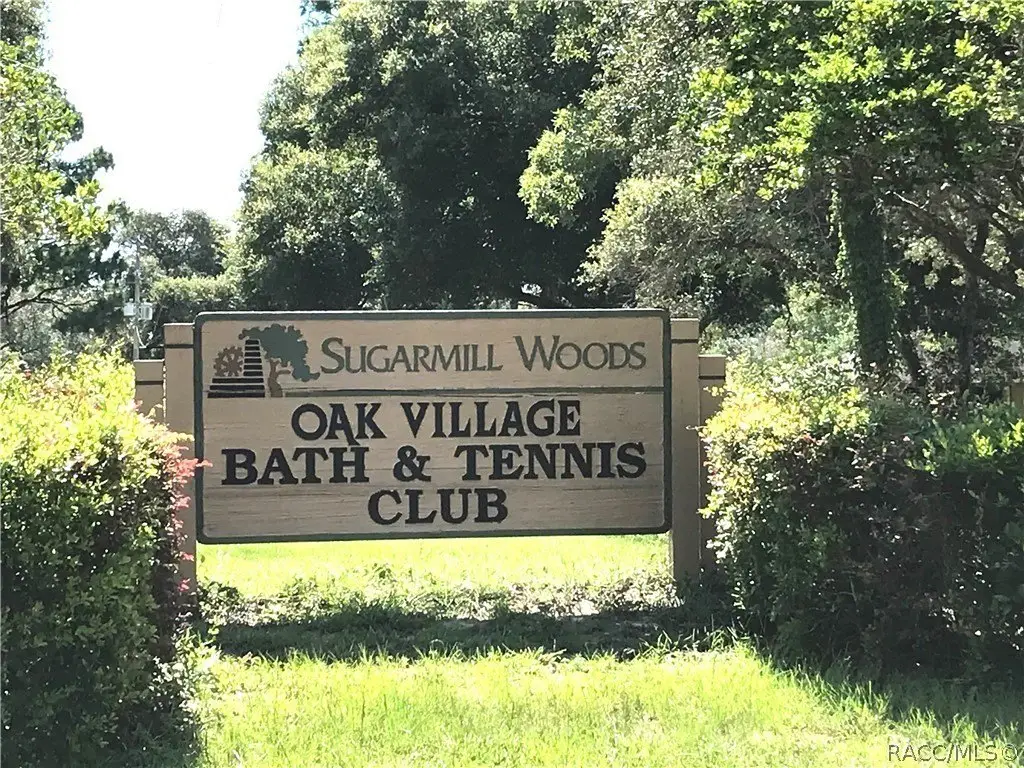 SUGARMILL WOODS
OAK VILLAGE
BATH & TENNIS
CLUB
RACC/MLS ©